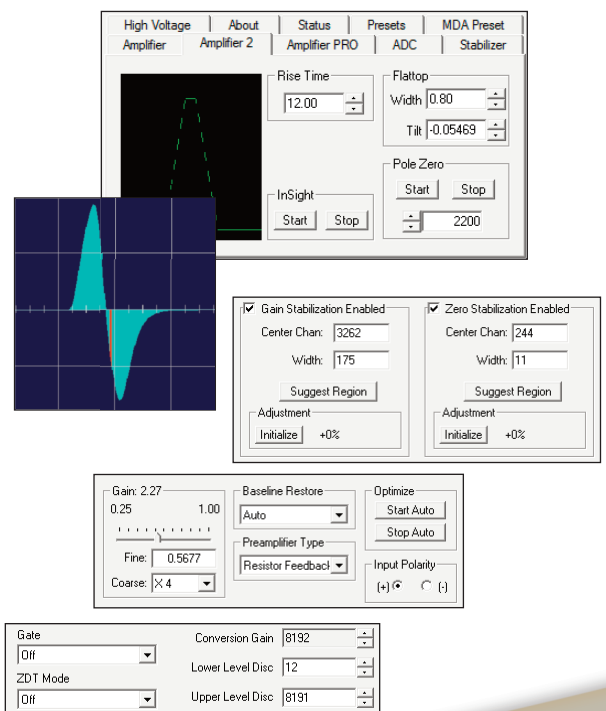 High Voltage About Status Presets MDA Preset
Amplifier Amplifier 2 Amplifier PRO ADC Stabilizer
Rise Time
12.00
Flattop
Width 0.80
Tilt -0.05469
InSight
Start Stop
Pole Zero
Start Stop
2200
Gain Stabilization Enabled
Center Chan: 3262
Width: 175
Suggest Region
Adjustment
Initialize +0%
Zero Stabilization Enabled
Center Chan: 244
Width: 11
Suggest Region
Adjustment
Initialize +0%
Gain: 2.27
0.25 1.00
Fine: 0.5677
Coarse: X 4
Baseline Restore
Auto
Preamplifier Type
Resistor Feedback
Optimize
Start Auto
Stop Auto
Input Polarity
(+) (-)
Gate
Off
ZDT Mode
Off
Conversion Gain 8192
Lower Level Disc 12
Upper Level Disc 8191